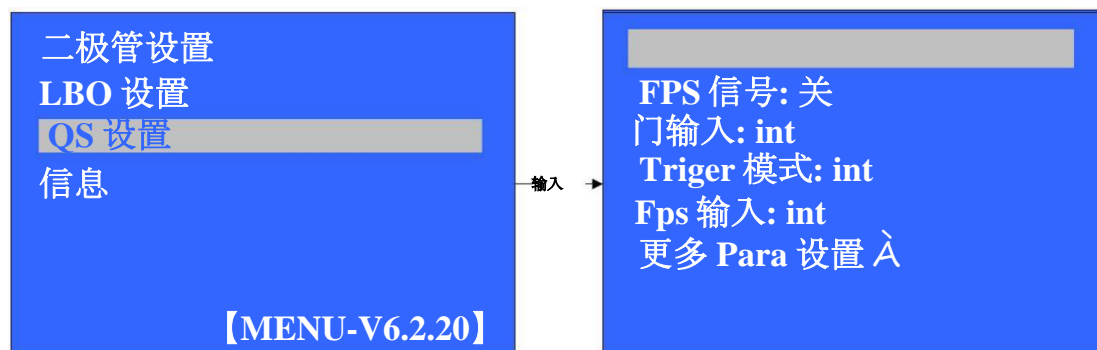 二极管设置
LBO 设置
QS 设置
信息
【MENU-V6.2.20】
输入
FPS 信号: 关
门输入: int
Triger 模式: int
Fps 输入: int
更多 Para 设置 À